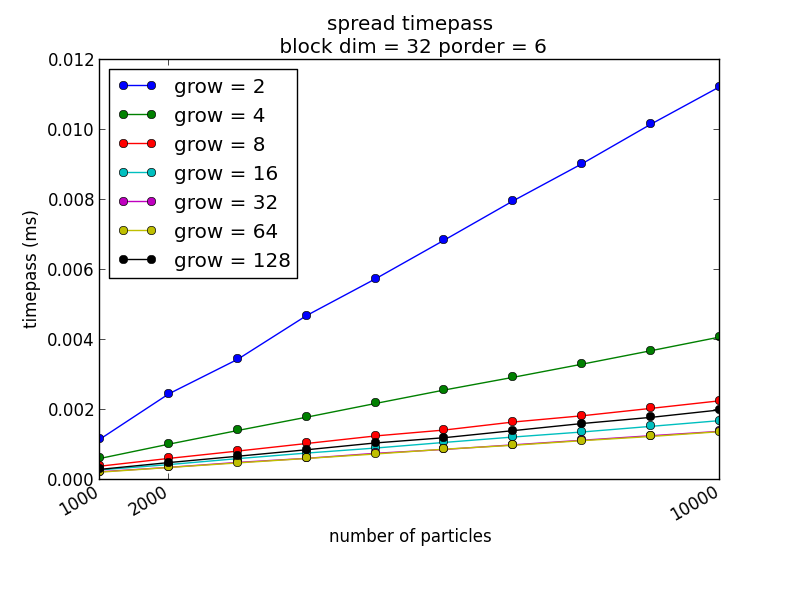 spread timepass
block dim = 32 porder = 6
0.012
0.010
0.008
0.006
0.004
0.002
0.000
timepass (ms)
grow = 2
grow = 4
grow = 8
grow = 16
grow = 32
grow = 64
grow = 128
1000
2000
10000
number of particles